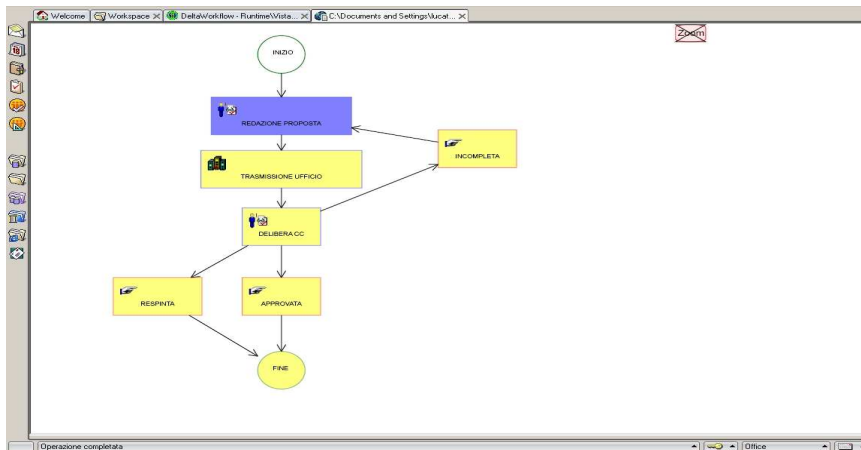 Welcome
Workspace
DeltaWorkflow - Runtime\Vista...
C:\Documents and Settings\lucat...
Zoom
INIZIO
REDAZIONE PROPOSTA
INCOMPLETA
TRASMISSIONE UFFICIO
DELIBERA CC
RESPINTA
APPROVATA
FINE
Operazione completata
Office